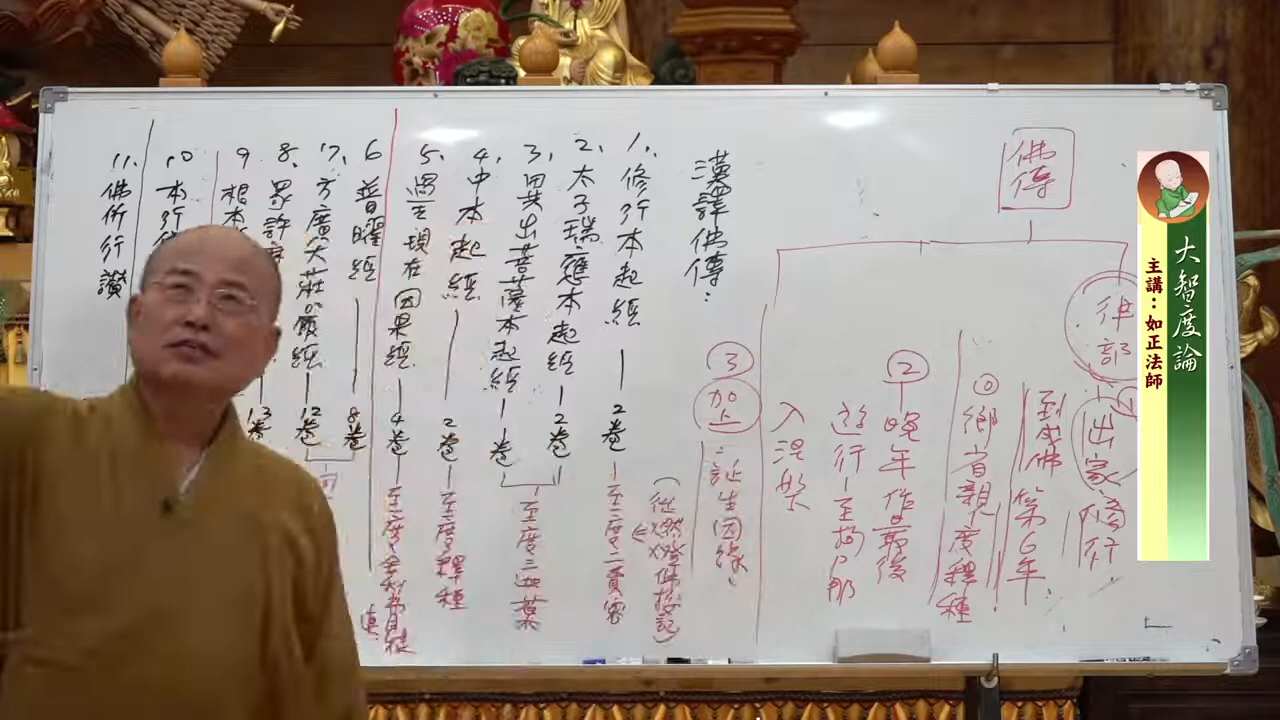 大智度論
主講：如正法師
佛傳
律部
出家修行
到成佛第6年
鄉省親度釋種
②
晚年作最後
遊行—至拘尸那
入涅槃
③
加上：誕生因緣
漢譯佛傳：
1. 修行本起經—2卷—至度二賈客
(從燃燈佛授記)
2. 太子瑞應本起經—2卷
3. 異出菩薩本起經—1卷
至度三迦葉
4. 中本起經—2卷—至度釋種
5. 過去現在因果經—4卷—至度舍利弗目犍連
6 普曜經—8卷
7. 方廣大莊嚴經—12卷
8. 眾許摩
13卷
9 根本
10 本行
11. 佛所行讚